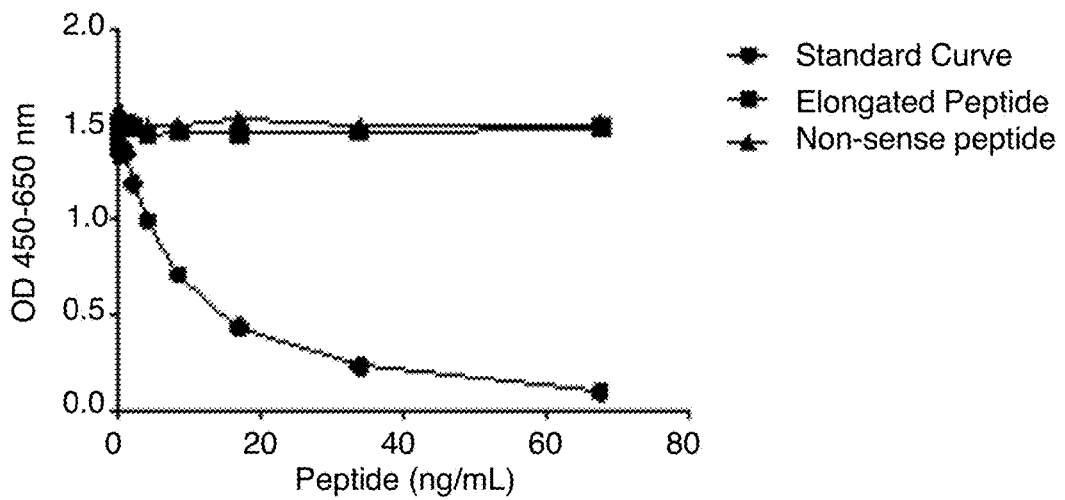 2.0
1.5
1.0
0.5
0.0
OD 450-650 nm
0
20
40
60
80
Peptide (ng/mL)
Standard Curve
Elongated Peptide
Non-sense peptide